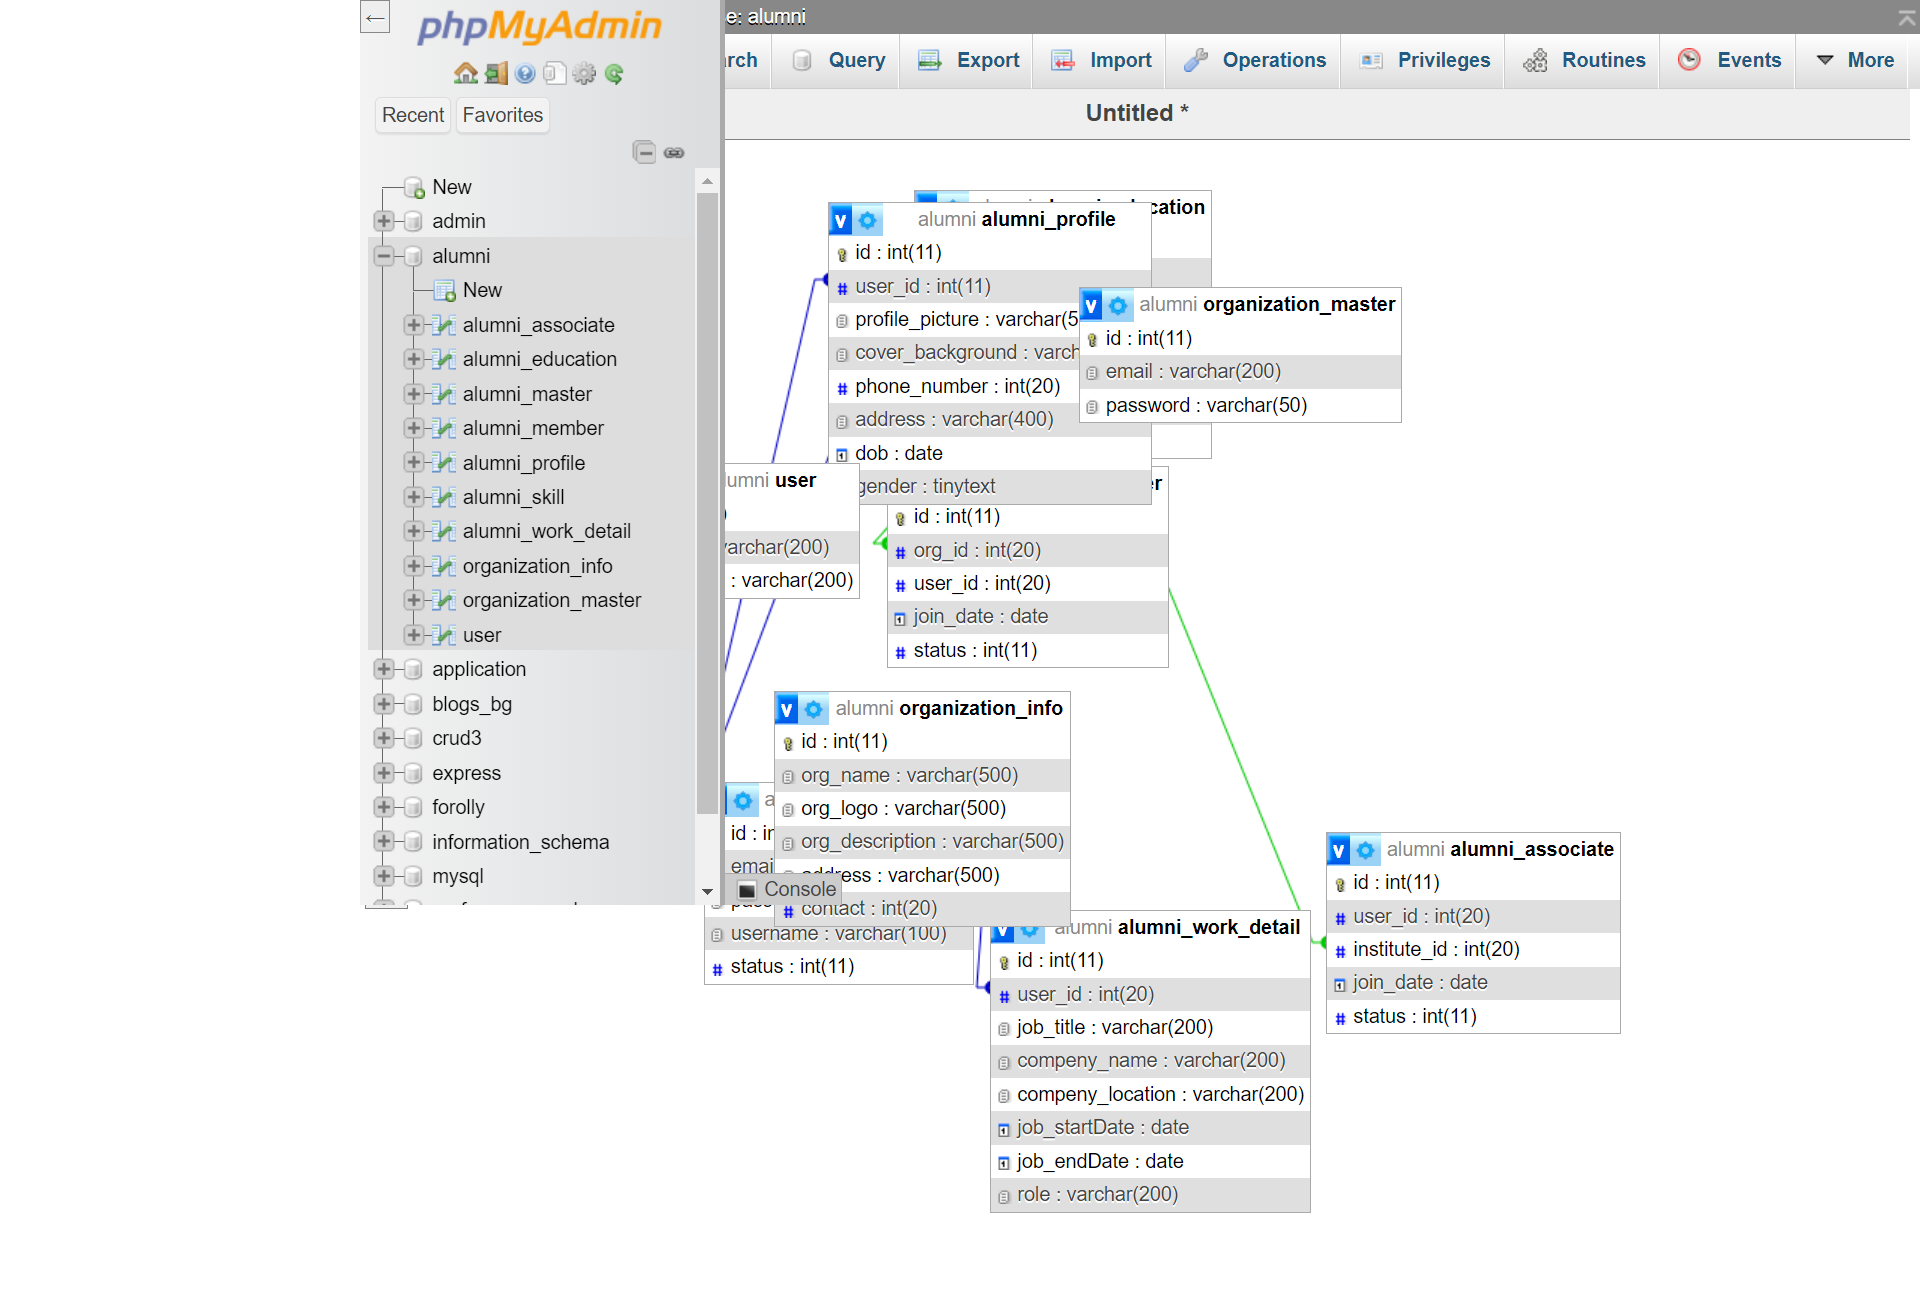 phpMyAdmin
Recent Favorites
New
admin
alumni
New
alumni_associate
alumni_education
alumni_master
alumni_member
alumni_profile
alumni_skill
alumni_work_detail
organization_info
organization_master
user
application
blogs_bg
crud3
express
forolly
information_schema
mysql
e: alumni
rch Query Export Import Operations Privileges Routines Events More
Untitled *
cation
v alumni alumni_profile
id : int(11)
user_id : int(11)
profile_picture : varchar(5
cover_background : varch
phone_number : int(20)
address : varchar(400)
dob : date
gender : tinytext
v alumni organization_master
id : int(11)
email : varchar(200)
password : varchar(50)
lumni user
)
varchar(200)
: varchar(200)
er
id : int(11)
org_id : int(20)
user_id : int(20)
join_date : date
status : int(11)
v alumni organization_info
id : int(11)
org_name : varchar(500)
org_logo : varchar(500)
org_description : varchar(500)
address : varchar(500)
contact : int(20)
a
id : in
emai
Console
username : varchar(100)
status : int(11)
v alumni alumni_work_detail
id : int(11)
user_id : int(20)
job_title : varchar(200)
compeny_name : varchar(200)
compeny_location : varchar(200)
job_startDate : date
job_endDate : date
role : varchar(200)
v alumni alumni_associate
id : int(11)
user_id : int(20)
institute_id : int(20)
join_date : date
status : int(11)